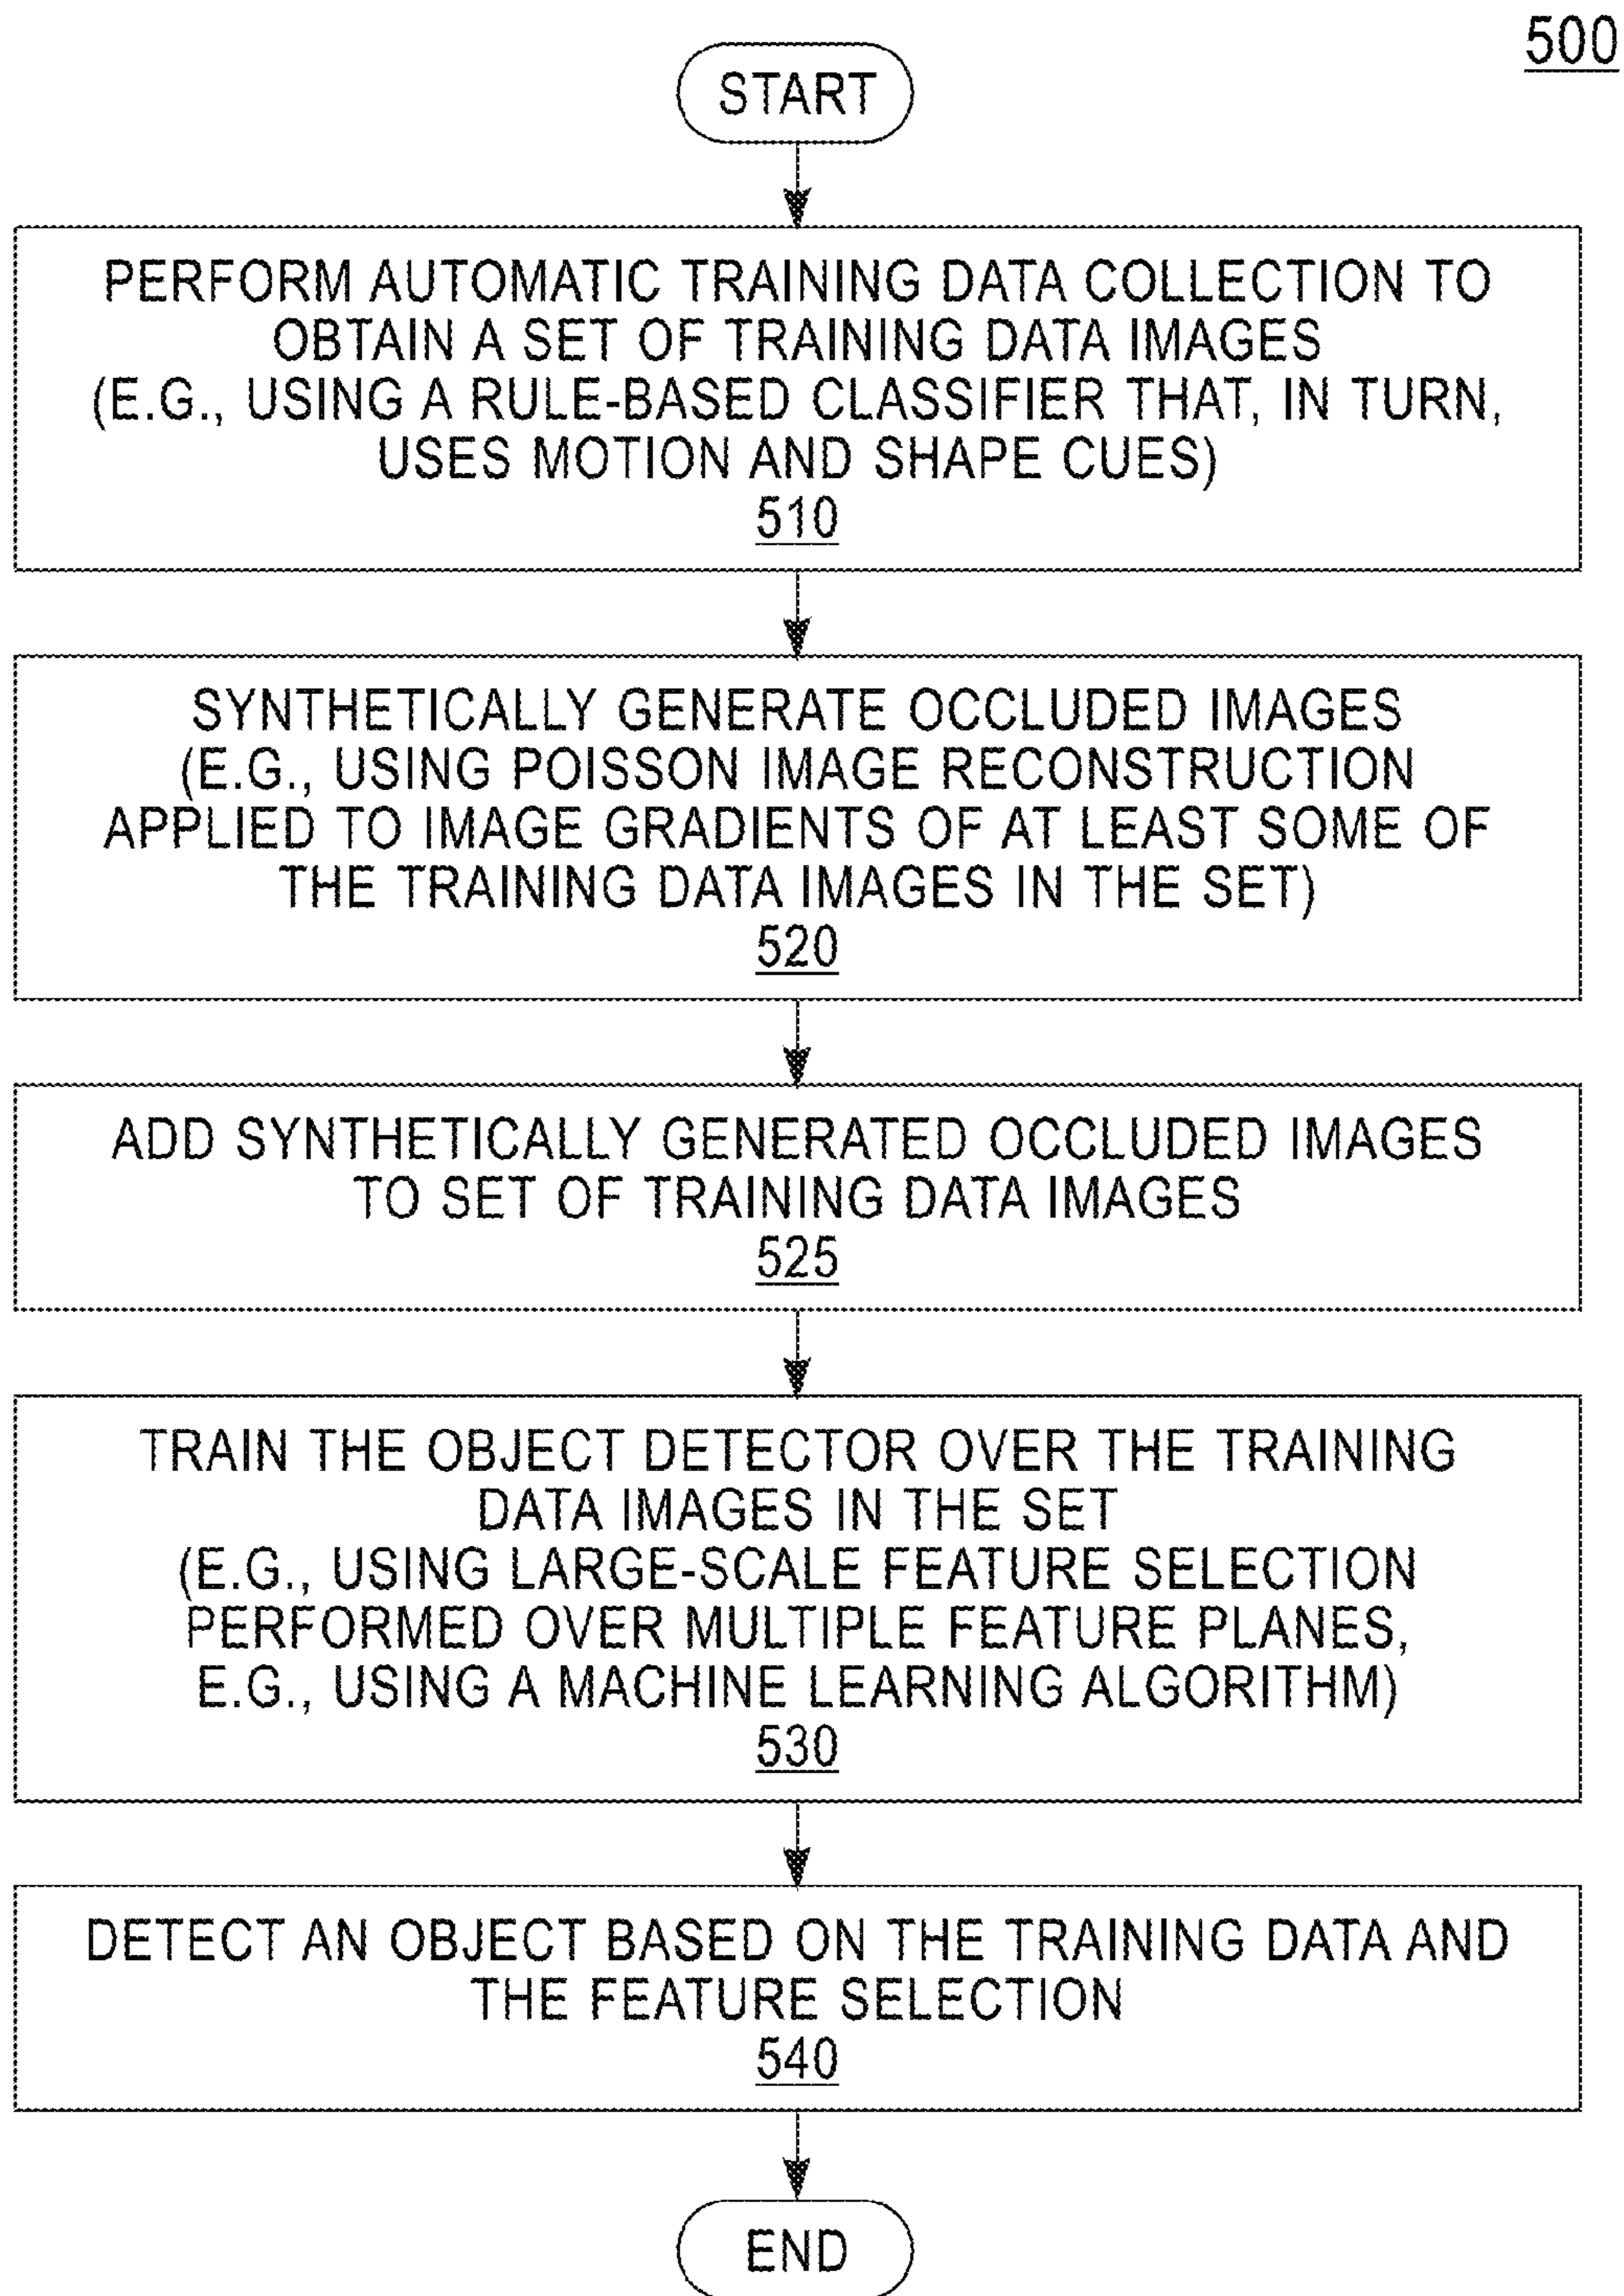 500
START
PERFORM AUTOMATIC TRAINING DATA COLLECTION TO
OBTAIN A SET OF TRAINING DATA IMAGES
(E.G., USING A RULE-BASED CLASSIFIER THAT, IN TURN,
USES MOTION AND SHAPE CUES)
510
SYNTHETICALLY GENERATE OCCLUDED IMAGES
(E.G., USING POISSON IMAGE RECONSTRUCTION
APPLIED TO IMAGE GRADIENTS OF AT LEAST SOME OF
THE TRAINING DATA IMAGES IN THE SET)
520
ADD SYNTHETICALLY GENERATED OCCLUDED IMAGES
TO SET OF TRAINING DATA IMAGES
525
TRAIN THE OBJECT DETECTOR OVER THE TRAINING
DATA IMAGES IN THE SET
(E.G., USING LARGE-SCALE FEATURE SELECTION
PERFORMED OVER MULTIPLE FEATURE PLANES,
E.G., USING A MACHINE LEARNING ALGORITHM)
530
DETECT AN OBJECT BASED ON THE TRAINING DATA AND
THE FEATURE SELECTION
540
END